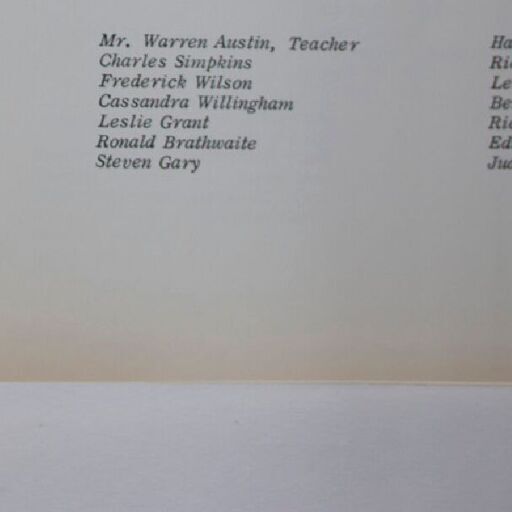 Mr. Warren Austin, Teacher
Charles Simpkins
Frederick Wilson
Cassandra Willingham
Leslie Grant
Ronald Brathwaite
Steven Gary